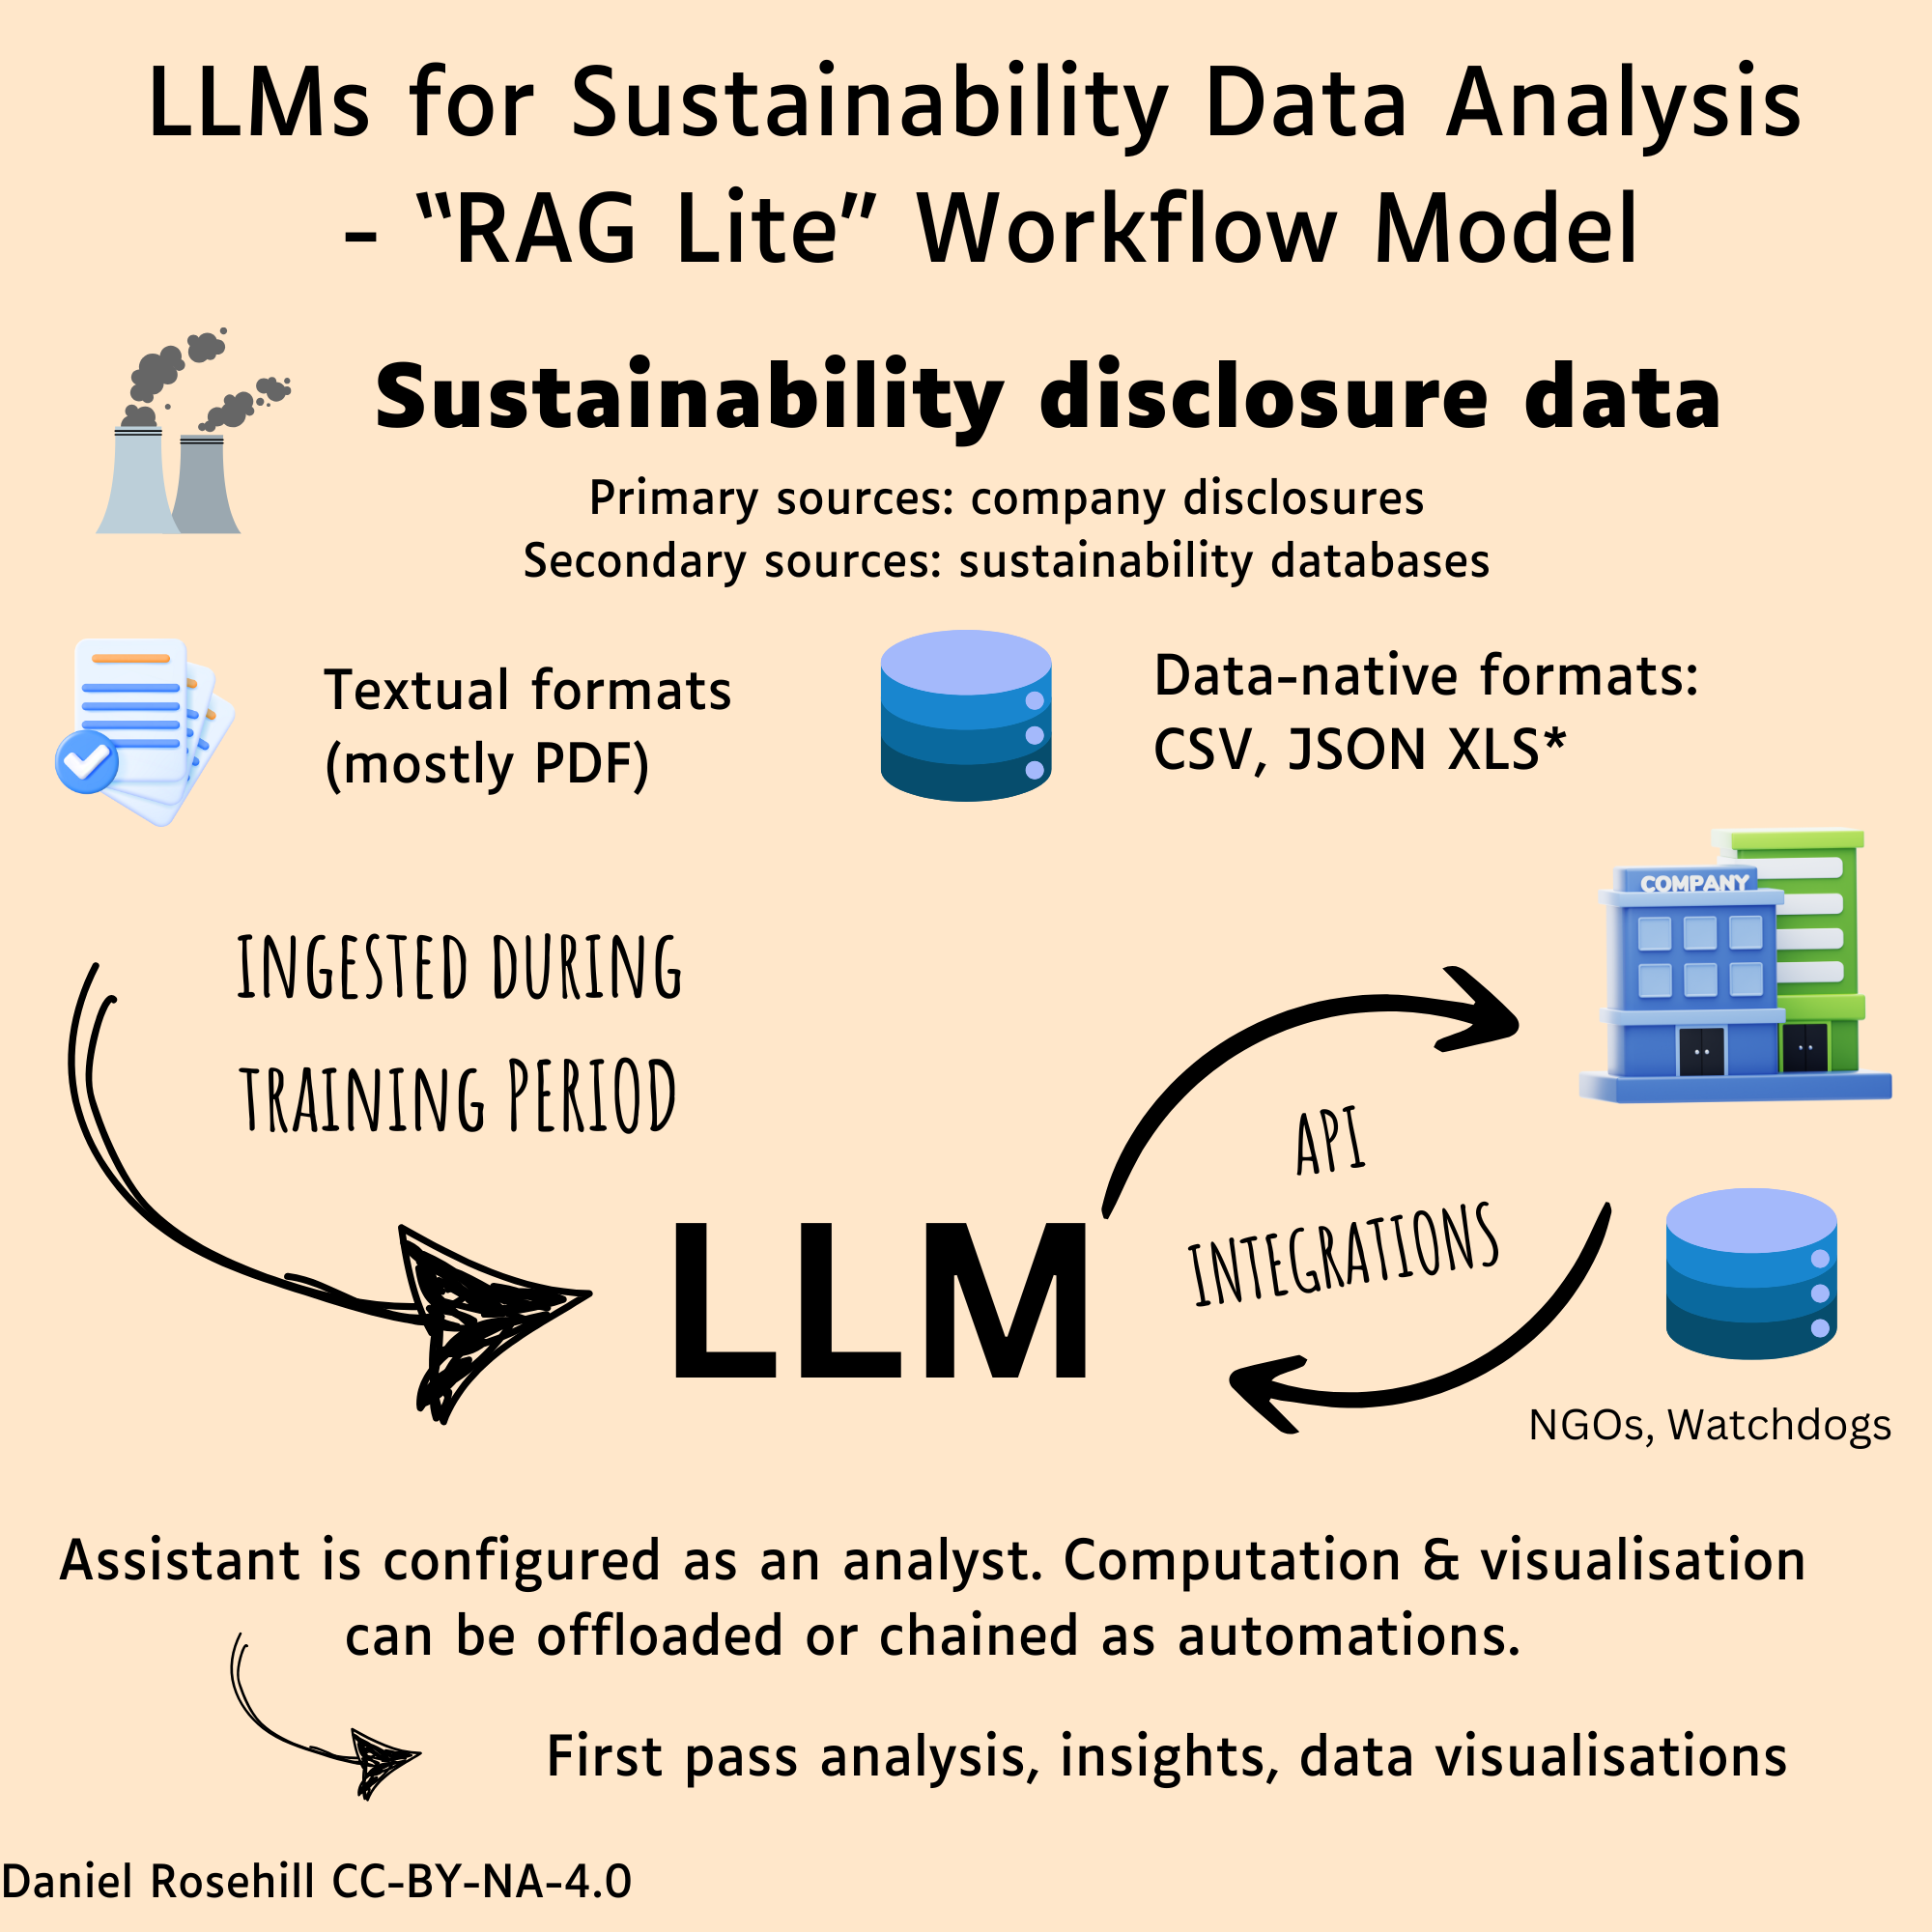 LLMs for Sustainability Data Analysis
- “RAG Lite” Workflow Model
Sustainability disclosure data
Primary sources: company disclosures
Secondary sources: sustainability databases
Textual formats
(mostly PDF)
Data-native formats:
CSV, JSON XLS*
COMPANY
INGESTED DURING
TRAINING PERIOD
API
INTEGRATIONS
LLM
NGOs, Watchdogs
Assistant is configured as an analyst. Computation & visualisation
can be offloaded or chained as automations.
First pass analysis, insights, data visualisations
Daniel Rosehill CC-BY-NA-4.0